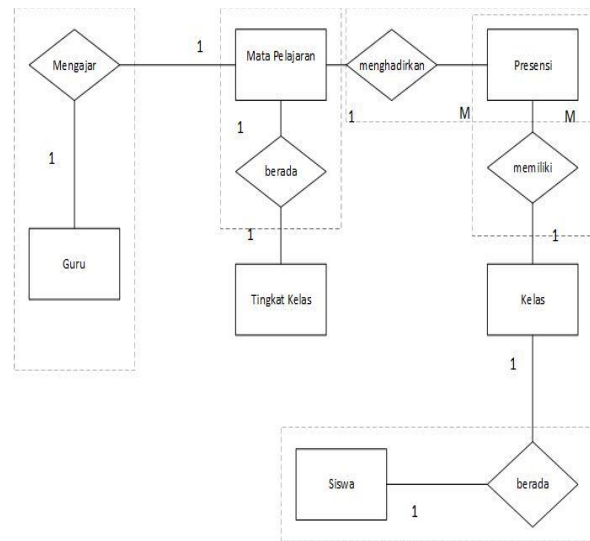 1
Mata Pelajaran
Mengajar
menghadirkan
Presensi
1
1
M
M
1
berada
memiliki
1
1
Guru
Tingkat Kelas
Kelas
1
Siswa
berada
1